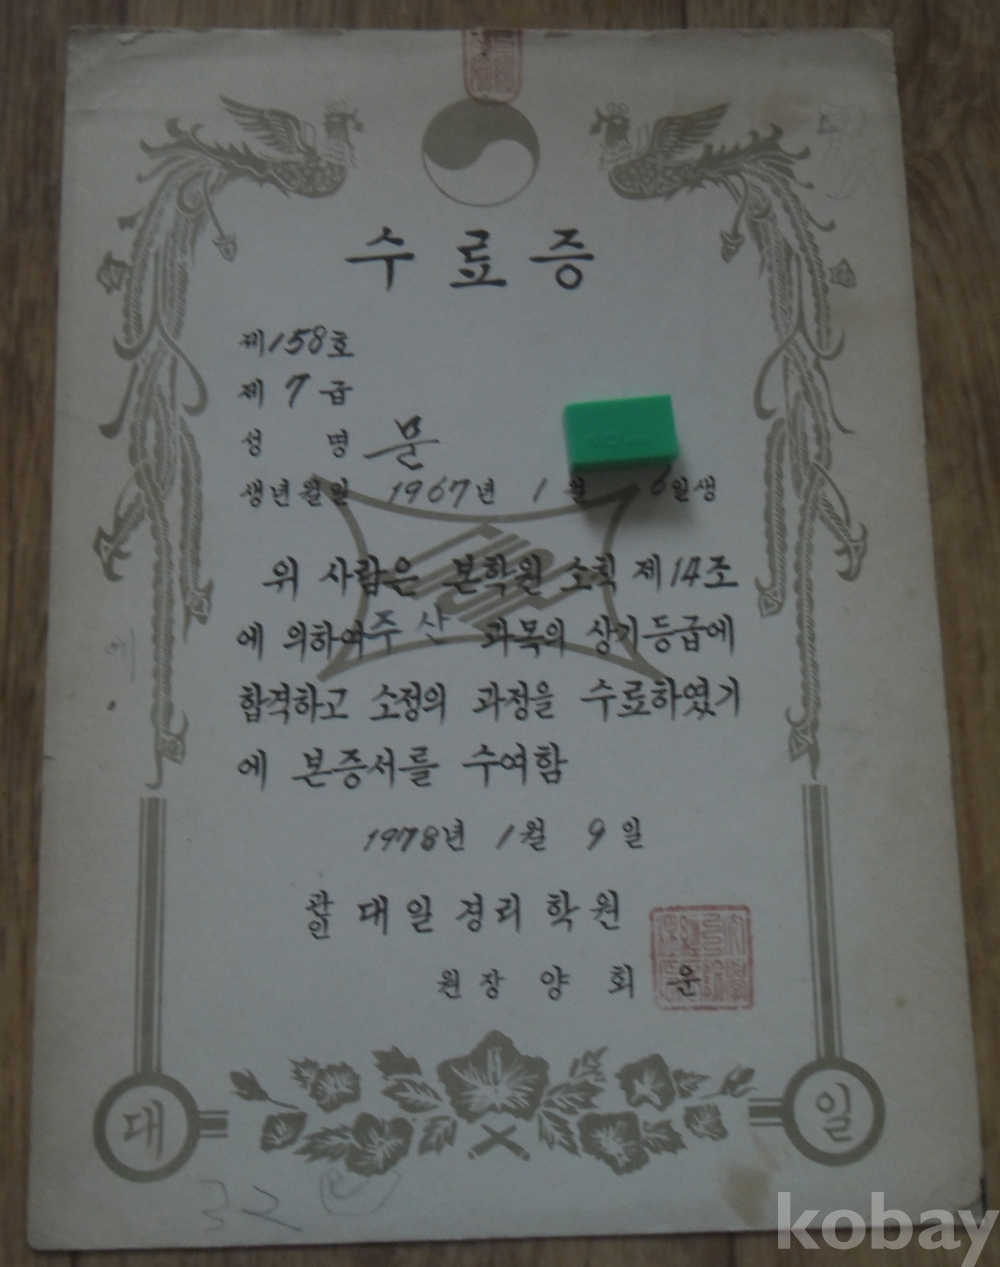 수료증
제158호
제 7 급
성 명 문
생년월일 1967년 1월 6일생
위 사람은 본학원 소칙 제14조
에 의하여 주산 과목의 상기등급에
합격하고 소정의 과정을 수료하였기
에 본증서를 수여함
1978년 1월 9일
관인 대일경리학원
원장 양회운
대 일
kobay